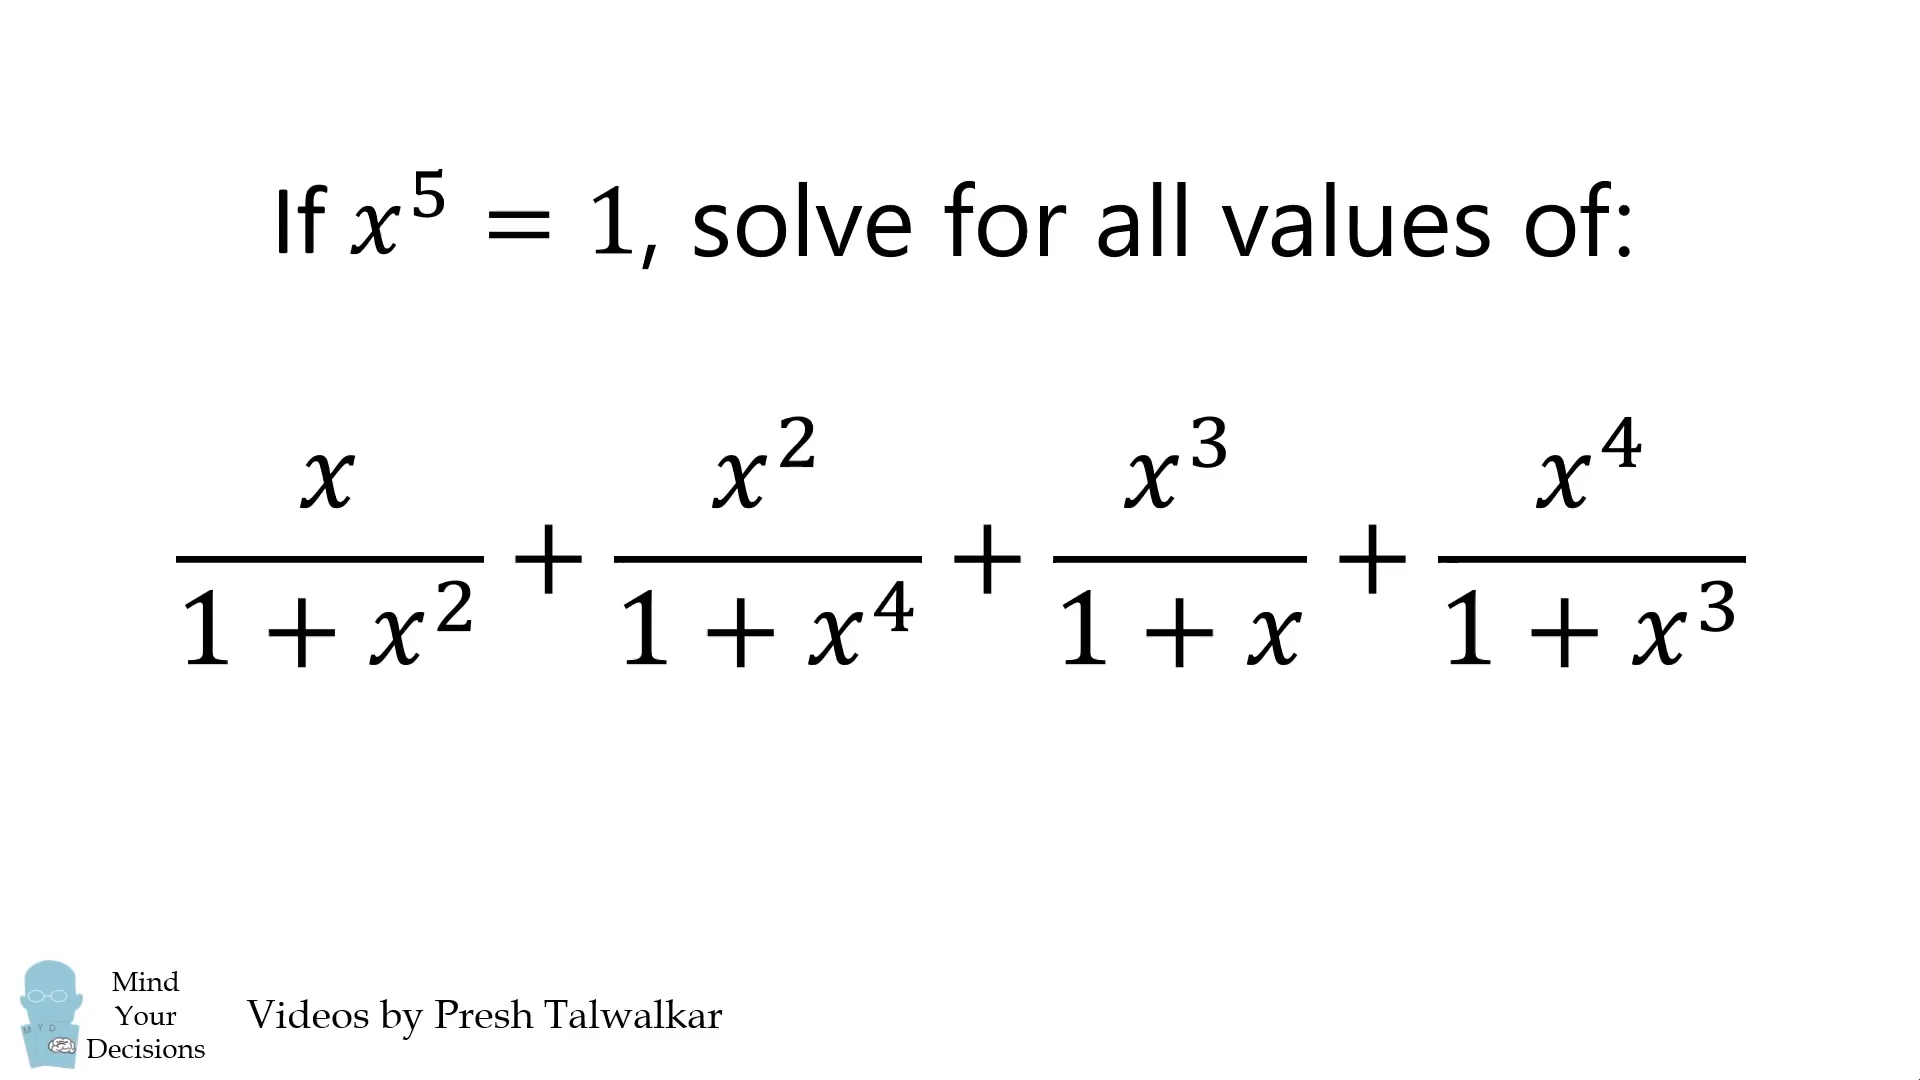 If x⁵ = 1, solve for all values of:
x/(1 + x²) + x²/(1 + x⁴) + x³/(1 + x) + x⁴/(1 + x³)
M Y D
Mind
Your
Decisions
Videos by Presh Talwalkar